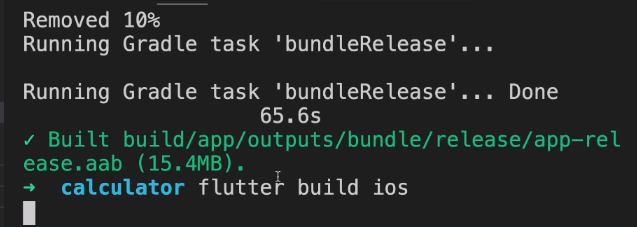 Removed 10%
Running Gradle task 'bundleRelease'...
Running Gradle task 'bundleRelease'... Done
65.6s
✓ Built build/app/outputs/bundle/release/app-rel
ease.aab (15.4MB).
→ calculator flutter build ios